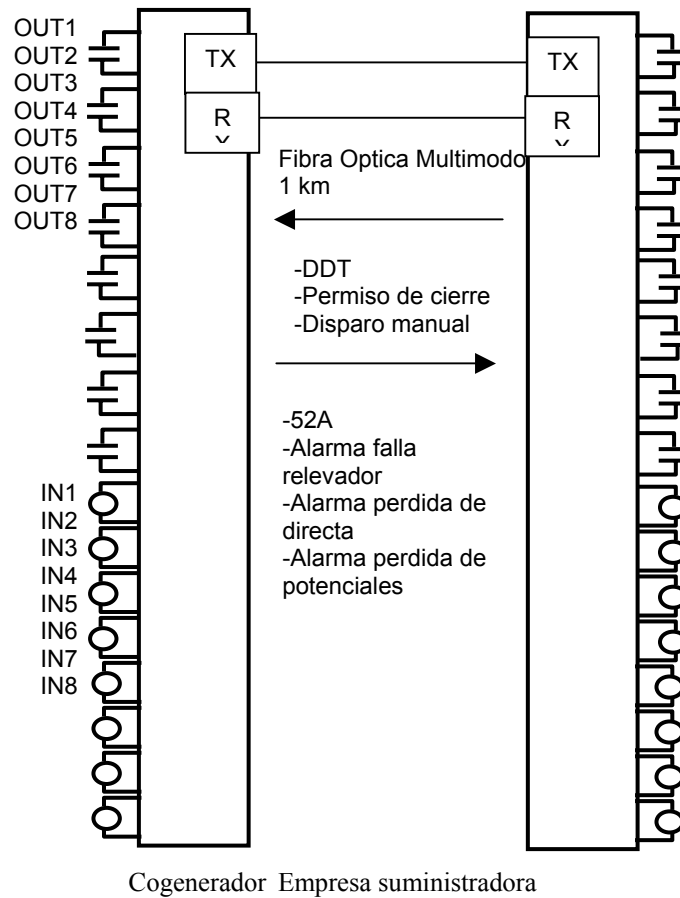 OUT1
OUT2
OUT3
OUT4
OUT5
OUT6
OUT7
OUT8
TX
TX
R
R
Fibra Optica Multimodo
1 km
-DDT
-Permiso de cierre
-Disparo manual
-52A
-Alarma falla
relevador
-Alarma perdida de
directa
-Alarma perdida de
potenciales
IN1
IN2
IN3
IN4
IN5
IN6
IN7
IN8
Cogenerador Empresa suministradora